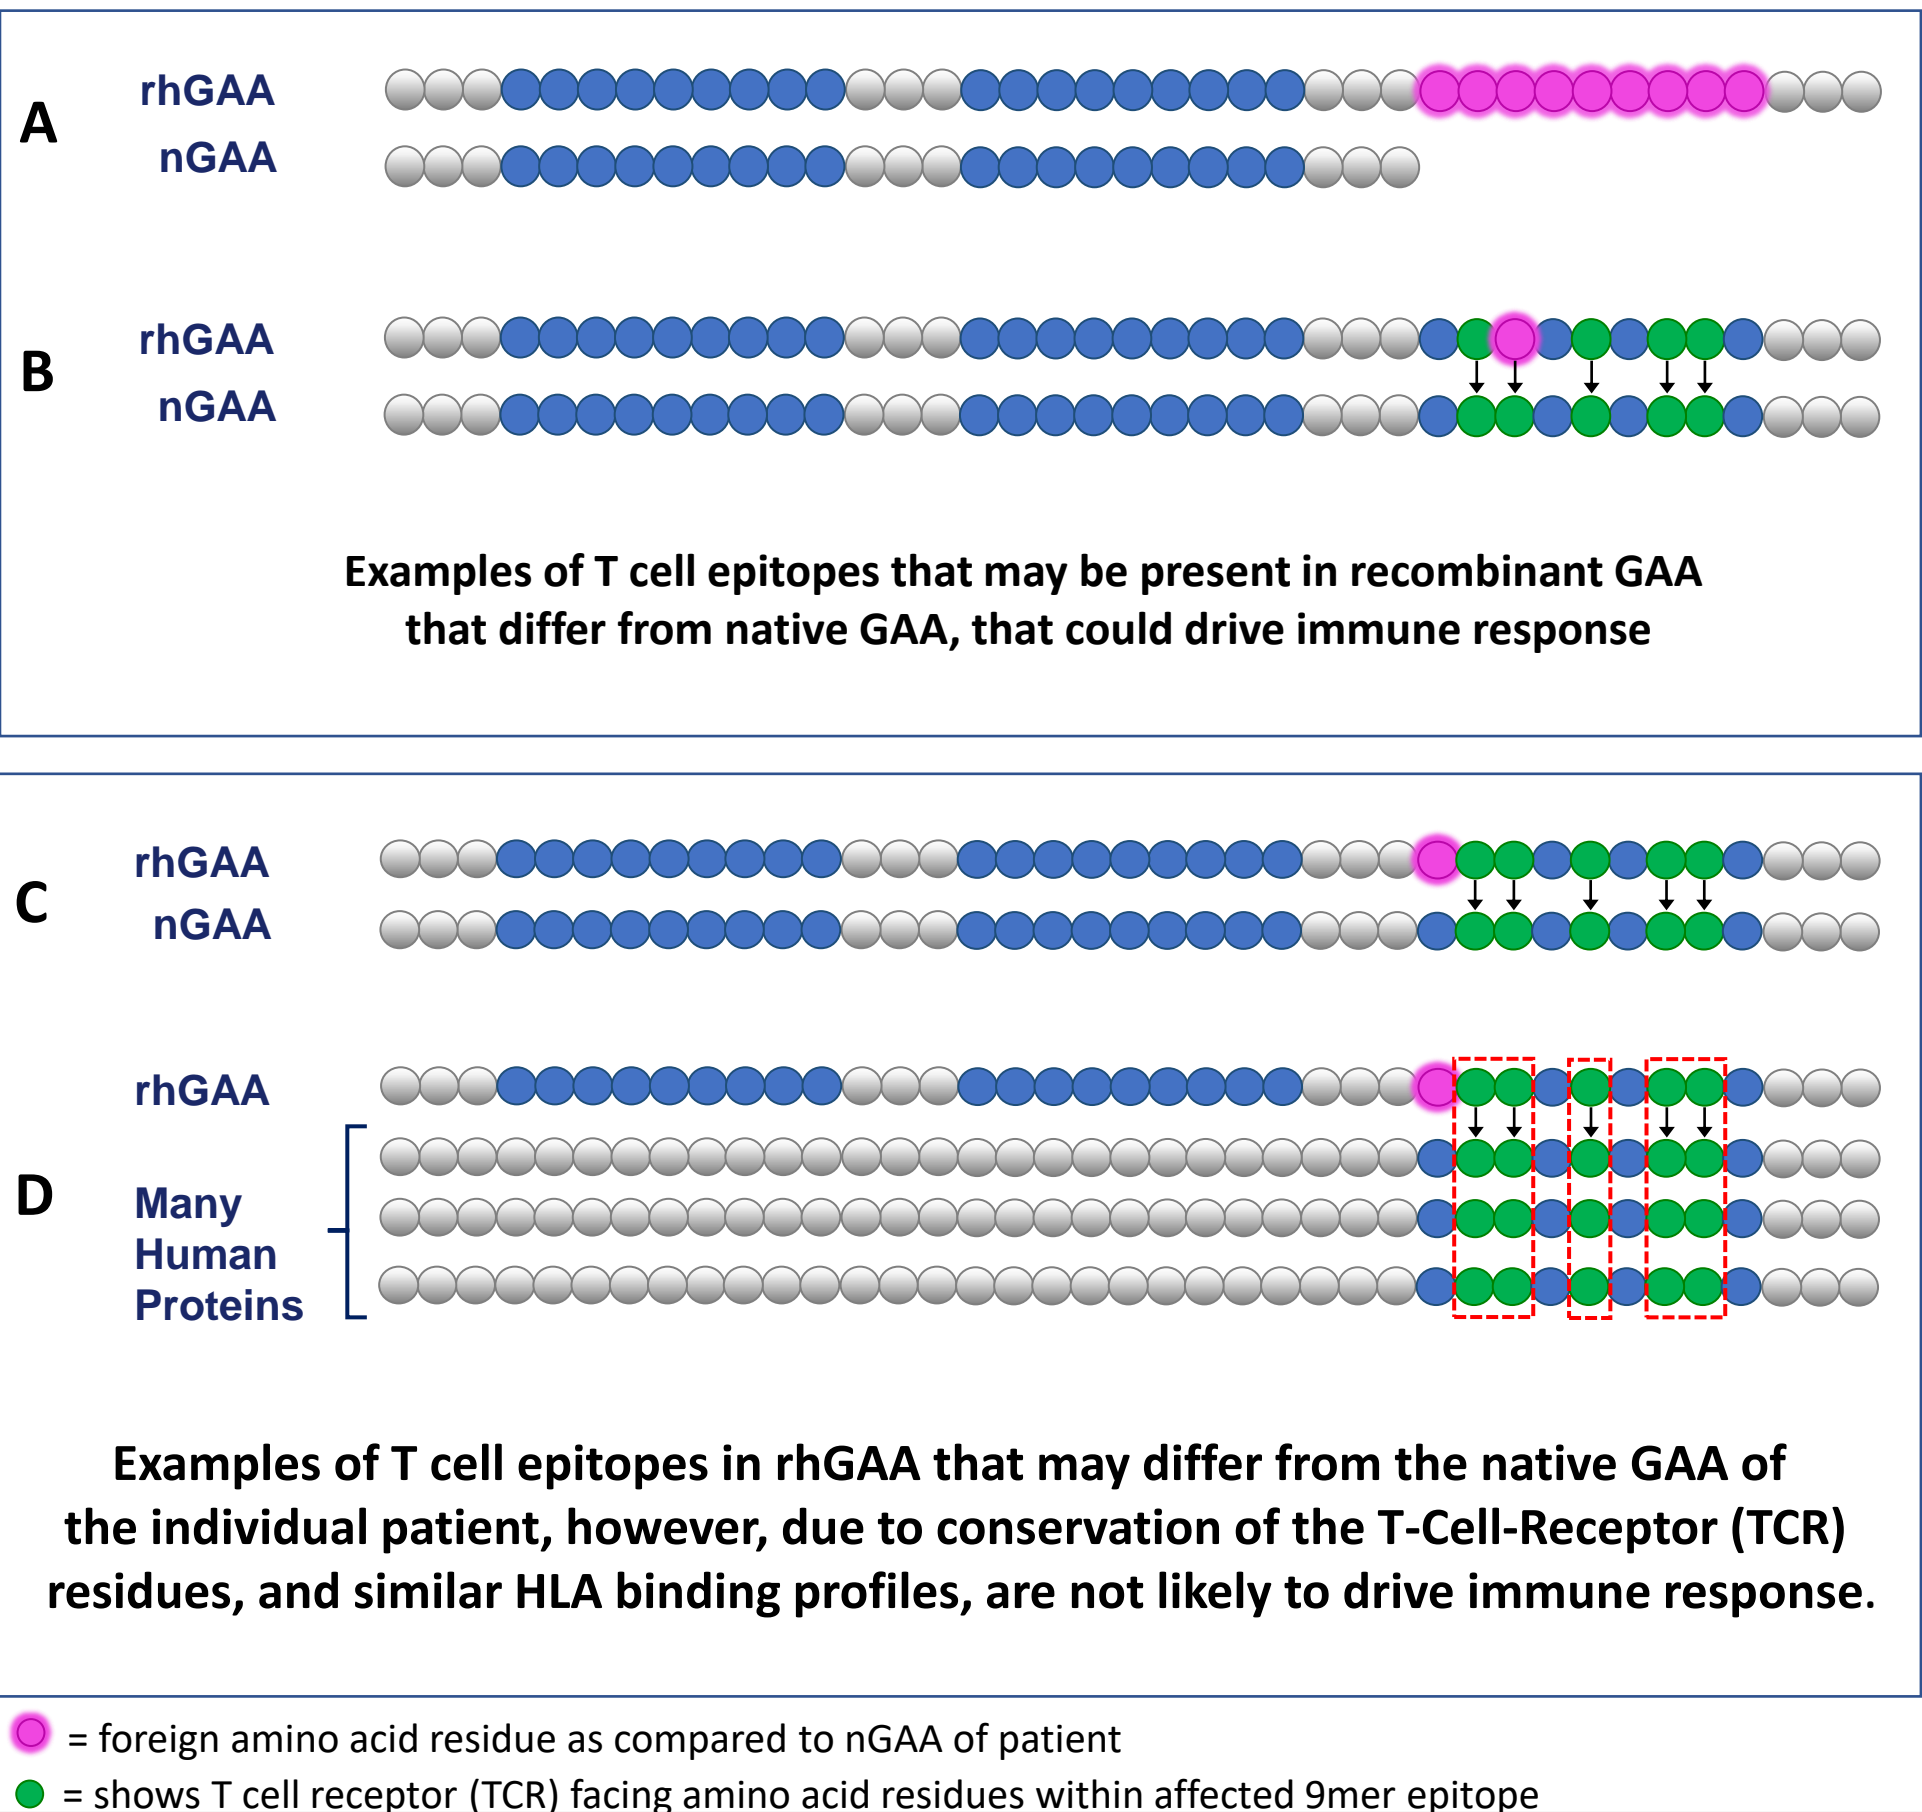 A
rhGAA
nGAA
B
rhGAA
nGAA
Examples of T cell epitopes that may be present in recombinant GAA
that differ from native GAA, that could drive immune response
C
rhGAA
nGAA
D
rhGAA
Many
Human
Proteins
Examples of T cell epitopes in rhGAA that may differ from the native GAA of
the individual patient, however, due to conservation of the T-Cell-Receptor (TCR)
residues, and similar HLA binding profiles, are not likely to drive immune response.
= foreign amino acid residue as compared to nGAA of patient
= shows T cell receptor (TCR) facing amino acid residues within affected 9mer epitope